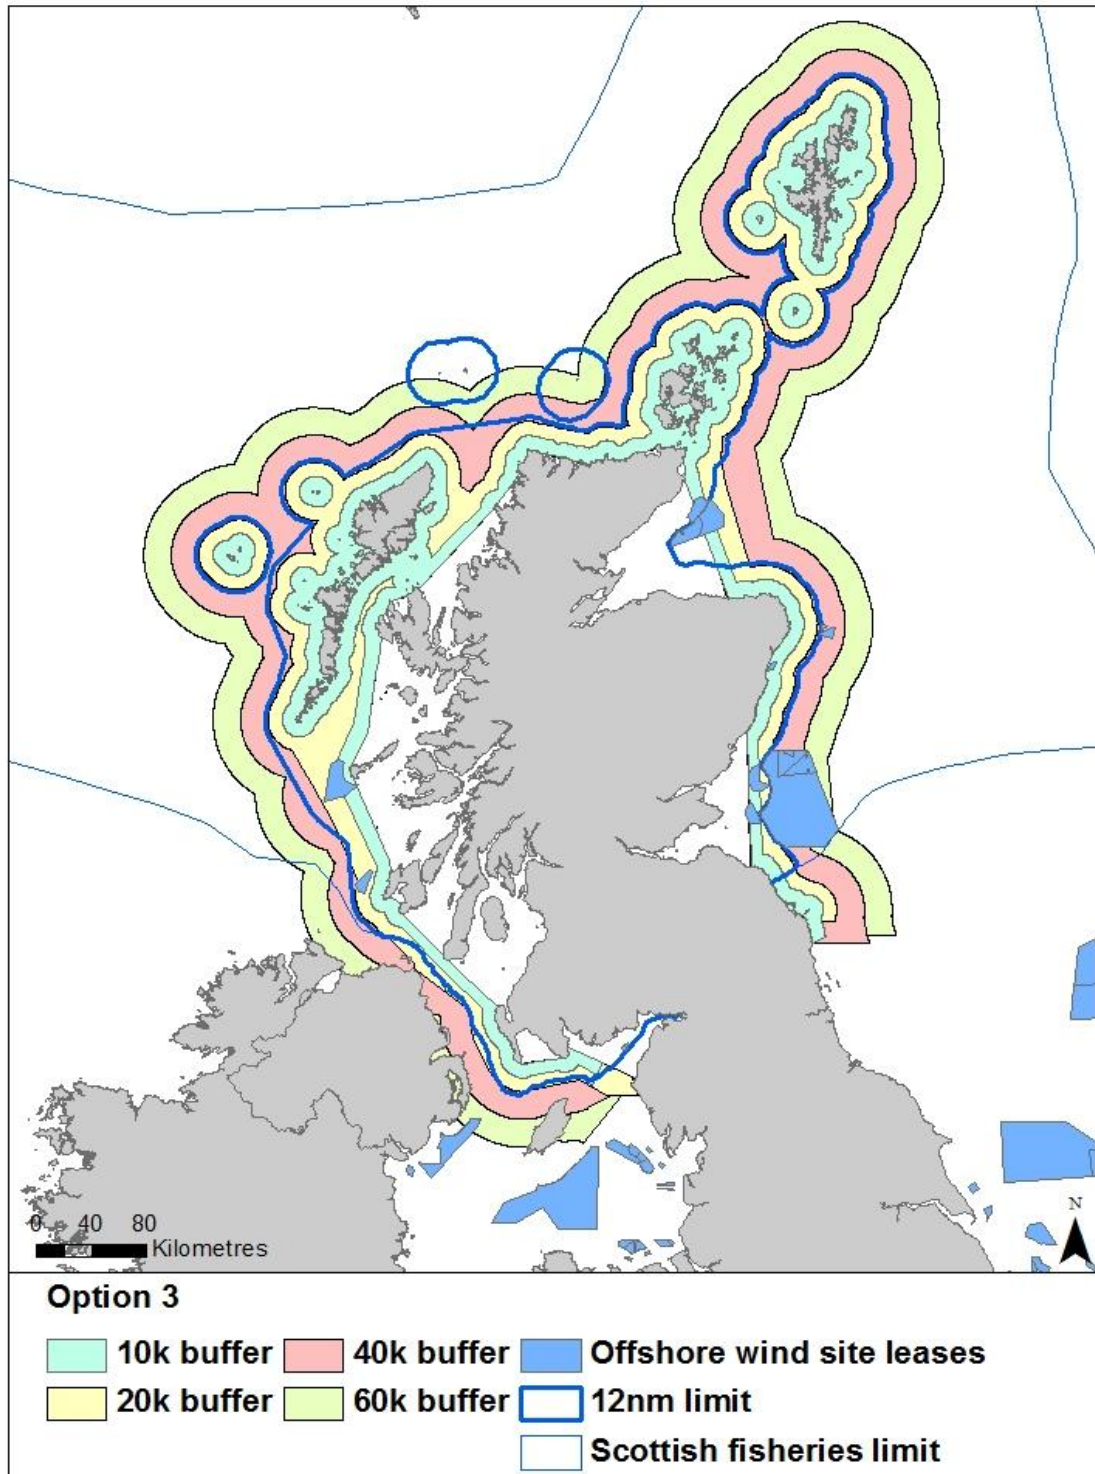 N
0 40 80
Kilometres
Option 3
10k buffer 40k buffer Offshore wind site leases
20k buffer 60k buffer 12nm limit
Scottish fisheries limit